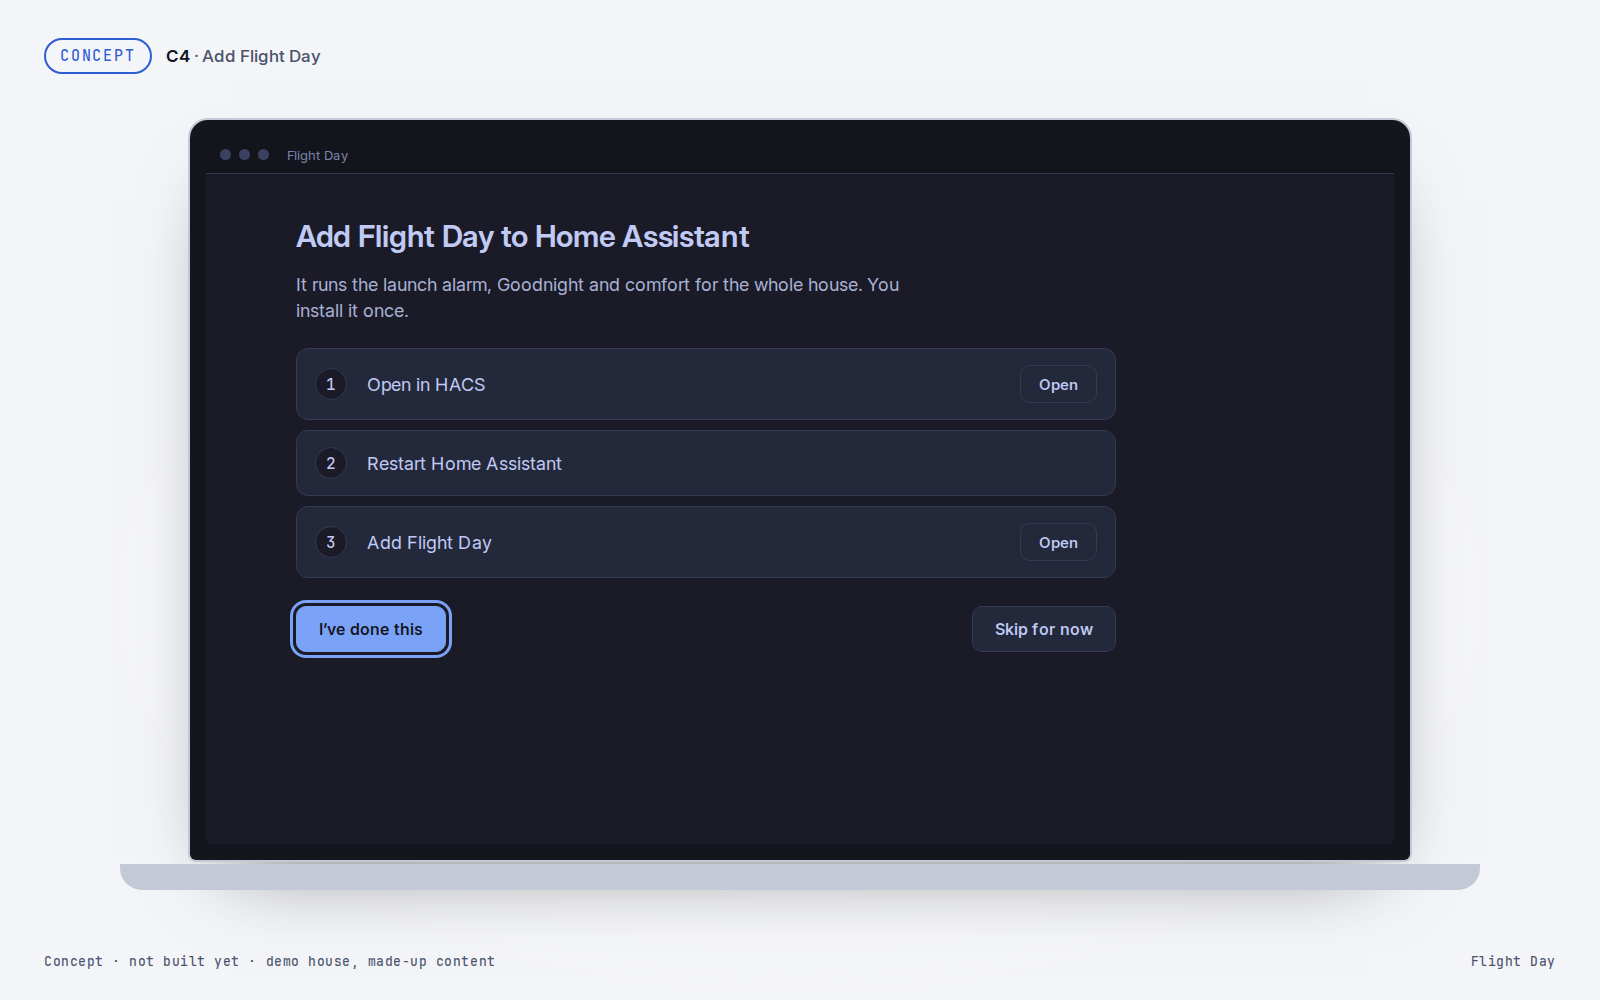 CONCEPT
C4 · Add Flight Day
Flight Day
Add Flight Day to Home Assistant
It runs the launch alarm, Goodnight and comfort for the whole house. You
install it once.
1 Open in HACS Open
2 Restart Home Assistant
3 Add Flight Day Open
I've done this Skip for now
Concept · not built yet · demo house, made-up content
Flight Day